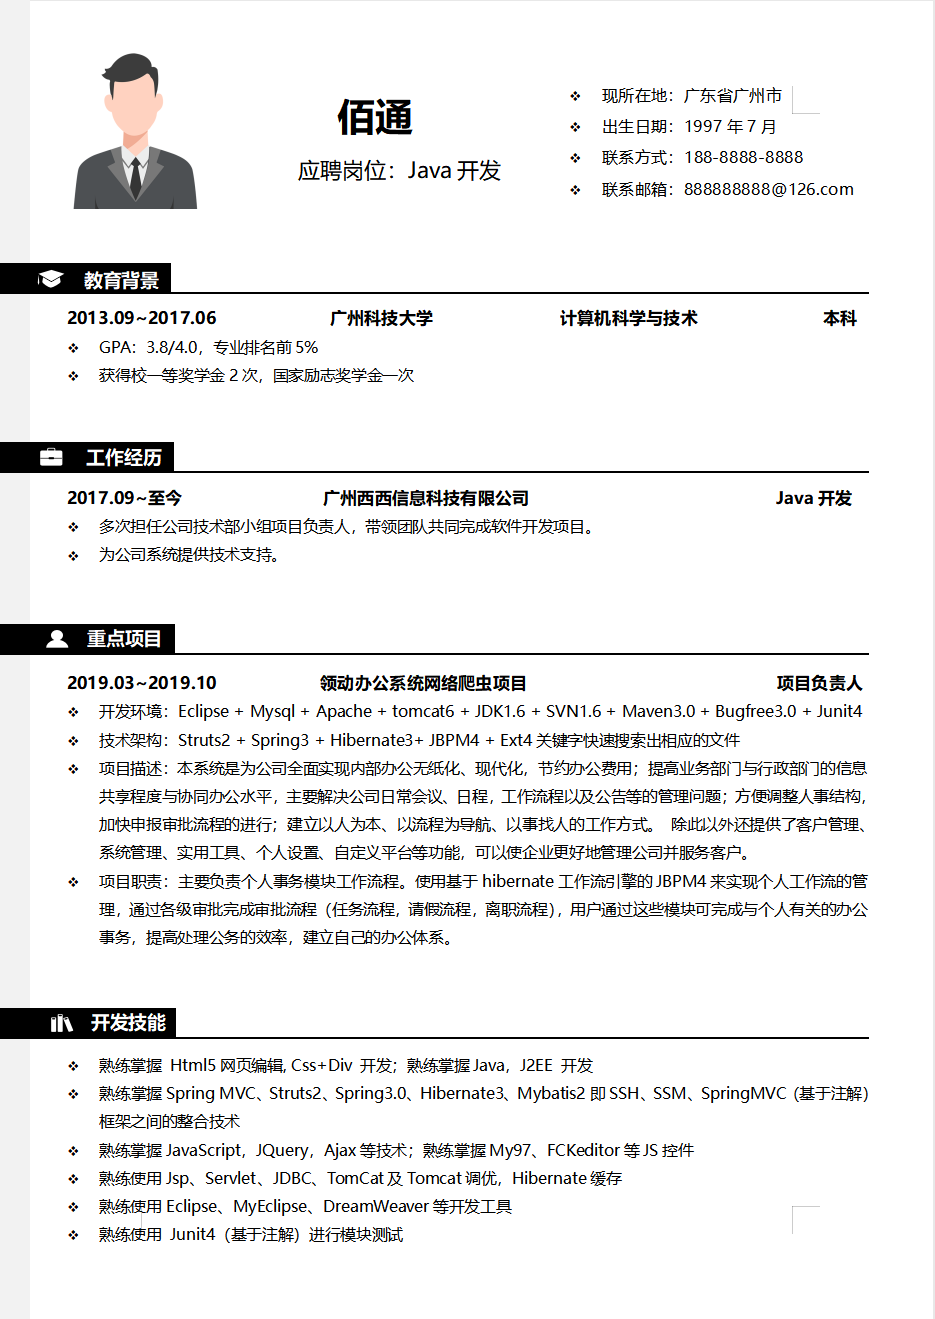 佰通
应聘岗位：Java 开发
❖ 现所在地：广东省广州市
❖ 出生日期：1997 年 7 月
❖ 联系方式：188-8888-8888
❖ 联系邮箱：888888888@126.com
教育背景
2013.09~2017.06 广州科技大学 计算机科学与技术 本科
❖ GPA：3.8/4.0，专业排名前 5%
❖ 获得校一等奖学金 2 次，国家励志奖学金一次
工作经历
2017.09~至今 广州西西信息科技有限公司 Java 开发
❖ 多次担任公司技术部小组项目负责人，带领团队共同完成软件开发项目。
❖ 为公司系统提供技术支持。
重点项目
2019.03~2019.10 领动办公系统网络爬虫项目 项目负责人
❖ 开发环境：Eclipse + Mysql + Apache + tomcat6 + JDK1.6 + SVN1.6 + Maven3.0 + Bugfree3.0 + Junit4
❖ 技术架构：Struts2 + Spring3 + Hibernate3+ JBPM4 + Ext4 关键字快速搜索出相应的文件
❖ 项目描述：本系统是为公司全面实现内部办公无纸化、现代化，节约办公费用；提高业务部门与行政部门的信息
共享程度与协同办公水平，主要解决公司日常会议、日程，工作流程以及公告等的管理问题；方便调整人事结构，
加快申报审批流程的进行；建立以人为本、以流程为导航、以事找人的工作方式。 除此以外还提供了客户管理、
系统管理、实用工具、个人设置、自定义平台等功能，可以使企业更好地管理公司并服务客户。
❖ 项目职责：主要负责个人事务模块工作流程。使用基于 hibernate 工作流引擎的 JBPM4 来实现个人工作流的管
理，通过各级审批完成审批流程（任务流程，请假流程，离职流程），用户通过这些模块可完成与个人有关的办公
事务，提高处理公务的效率，建立自己的办公体系。
开发技能
❖ 熟练掌握 Html5 网页编辑, Css+Div 开发；熟练掌握 Java，J2EE 开发
❖ 熟练掌握 Spring MVC、Struts2、Spring3.0、Hibernate3、Mybatis2 即 SSH、SSM、SpringMVC（基于注解）
框架之间的整合技术
❖ 熟练掌握 JavaScript，JQuery，Ajax 等技术；熟练掌握 My97、FCKeditor 等 JS 控件
❖ 熟练使用 Jsp、Servlet、JDBC、TomCat 及 Tomcat 调优，Hibernate 缓存
❖ 熟练使用 Eclipse、MyEclipse、DreamWeaver 等开发工具
❖ 熟练使用 Junit4（基于注解）进行模块测试